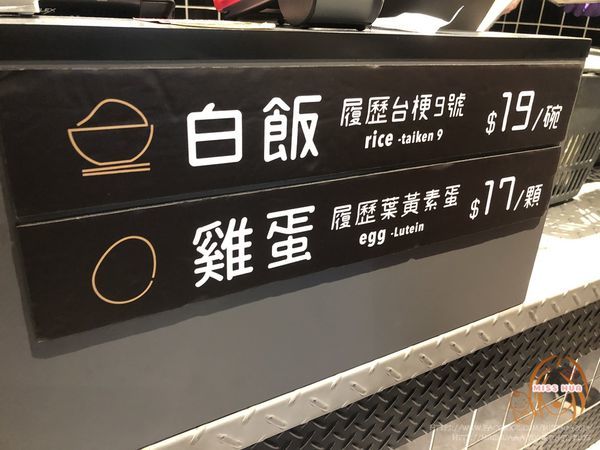 白飯 履歷台梗9號 $19/碗
rice -taiken 9
雞蛋 履歷葉黃素蛋 $17/顆
egg -Lutein
MISS HUA